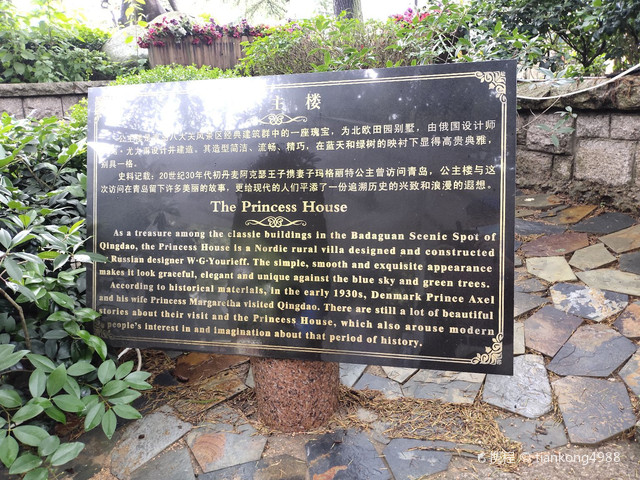 主楼
公主楼 八大关风景区经典建筑群中的一座瑰宝，为北欧田园别墅，由俄国设计师
尤力甫设计并建造。其造型简洁、流畅、精巧，在蓝天和绿树的映衬下显得高贵典雅，
别具一格。
史料记载：20世纪30年代初丹麦阿克瑟王子携妻子玛格丽特公主曾访问青岛，公主楼与这
次访问在青岛留下许多美丽的故事，更给现代的人们平添了一份追溯历史的兴致和浪漫的遐想。
The Princess House
As a treasure among the classic buildings in the Badaguan Scenic Spot of
Qingdao, the Princess House is a Nordic rural villa designed and constructed
Russian designer W·G·Yourieff. The simple, smooth and exquisite appearance
makes it look graceful, elegant and unique against the blue sky and green trees.
According to historical materials, in the early 1930s, Denmark Prince Axel
and his wife Princess Margaretha visited Qingdao. There are still a lot of beautiful
stories about their visit and the Princess House, which also arouse modern
people's interest in and imagination about that period of history.
携程 @tiankong4988